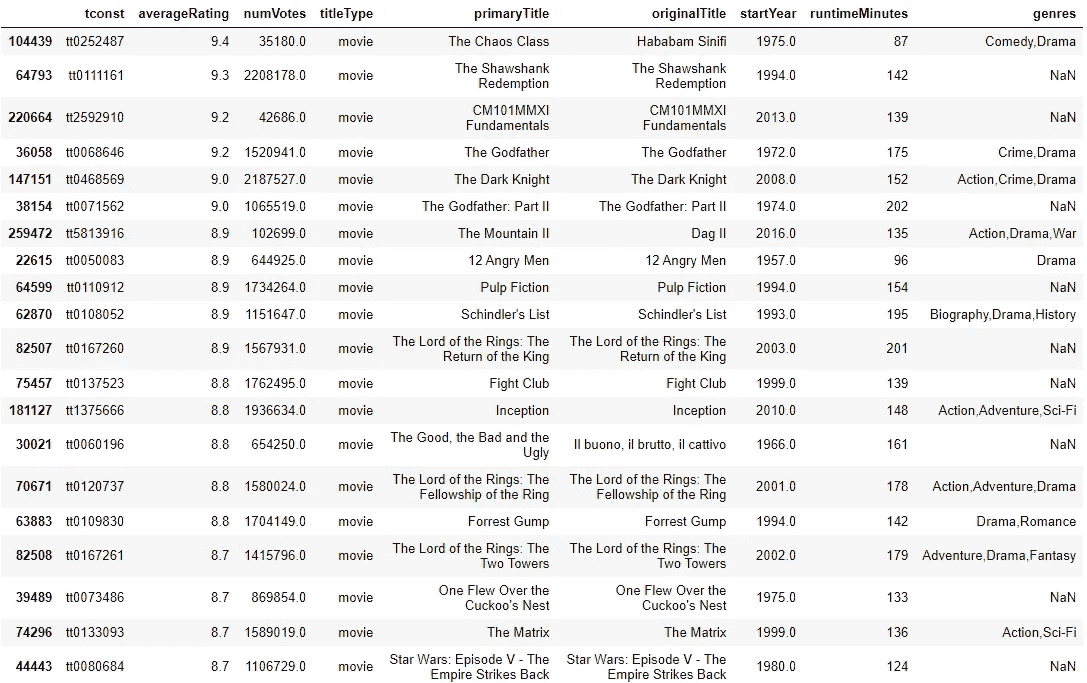 tconst averageRating numVotes titleType primaryTitle originalTitle startYear runtimeMinutes genres
104439 tt0252487 9.4 35180.0 movie The Chaos Class Hababam Sinifi 1975.0 87 Comedy,Drama
64793 tt0111161 9.3 2208178.0 movie The Shawshank Redemption The Shawshank Redemption 1994.0 142 NaN
220664 tt2592910 9.2 42686.0 movie CM101MMXI Fundamentals CM101MMXI Fundamentals 2013.0 139 NaN
36058 tt0068646 9.2 1520941.0 movie The Godfather The Godfather 1972.0 175 Crime,Drama
147151 tt0468569 9.0 2187527.0 movie The Dark Knight The Dark Knight 2008.0 152 Action,Crime,Drama
38154 tt0071562 9.0 1065519.0 movie The Godfather: Part II The Godfather: Part II 1974.0 202 NaN
259472 tt5813916 8.9 102699.0 movie The Mountain II Dag II 2016.0 135 Action,Drama,War
22615 tt0050083 8.9 644925.0 movie 12 Angry Men 12 Angry Men 1957.0 96 Drama
64599 tt0110912 8.9 1734264.0 movie Pulp Fiction Pulp Fiction 1994.0 154 NaN
62870 tt0108052 8.9 1151647.0 movie Schindler's List Schindler's List 1993.0 195 Biography,Drama,History
82507 tt0167260 8.9 1567931.0 movie The Lord of the Rings: The Return of the King The Lord of the Rings: The Return of the King 2003.0 201 NaN
75457 tt0137523 8.8 1762495.0 movie Fight Club Fight Club 1999.0 139 NaN
181127 tt1375666 8.8 1936634.0 movie Inception Inception 2010.0 148 Action,Adventure,Sci-Fi
30021 tt0060196 8.8 654250.0 movie The Good, the Bad and the Ugly Il buono, il brutto, il cattivo 1966.0 161 NaN
70671 tt0120737 8.8 1580024.0 movie The Lord of the Rings: The Fellowship of the Ring The Lord of the Rings: The Fellowship of the Ring 2001.0 178 Action,Adventure,Drama
63883 tt0109830 8.8 1704149.0 movie Forrest Gump Forrest Gump 1994.0 142 Drama,Romance
82508 tt0167261 8.7 1415796.0 movie The Lord of the Rings: The Two Towers The Lord of the Rings: The Two Towers 2002.0 179 Adventure,Drama,Fantasy
39489 tt0073486 8.7 869854.0 movie One Flew Over the Cuckoo's Nest One Flew Over the Cuckoo's Nest 1975.0 133 NaN
74296 tt0133093 8.7 1589019.0 movie The Matrix The Matrix 1999.0 136 Action,Sci-Fi
44443 tt0080684 8.7 1106729.0 movie Star Wars: Episode V - The Empire Strikes Back Star Wars: Episode V - The Empire Strikes Back 1980.0 124 NaN